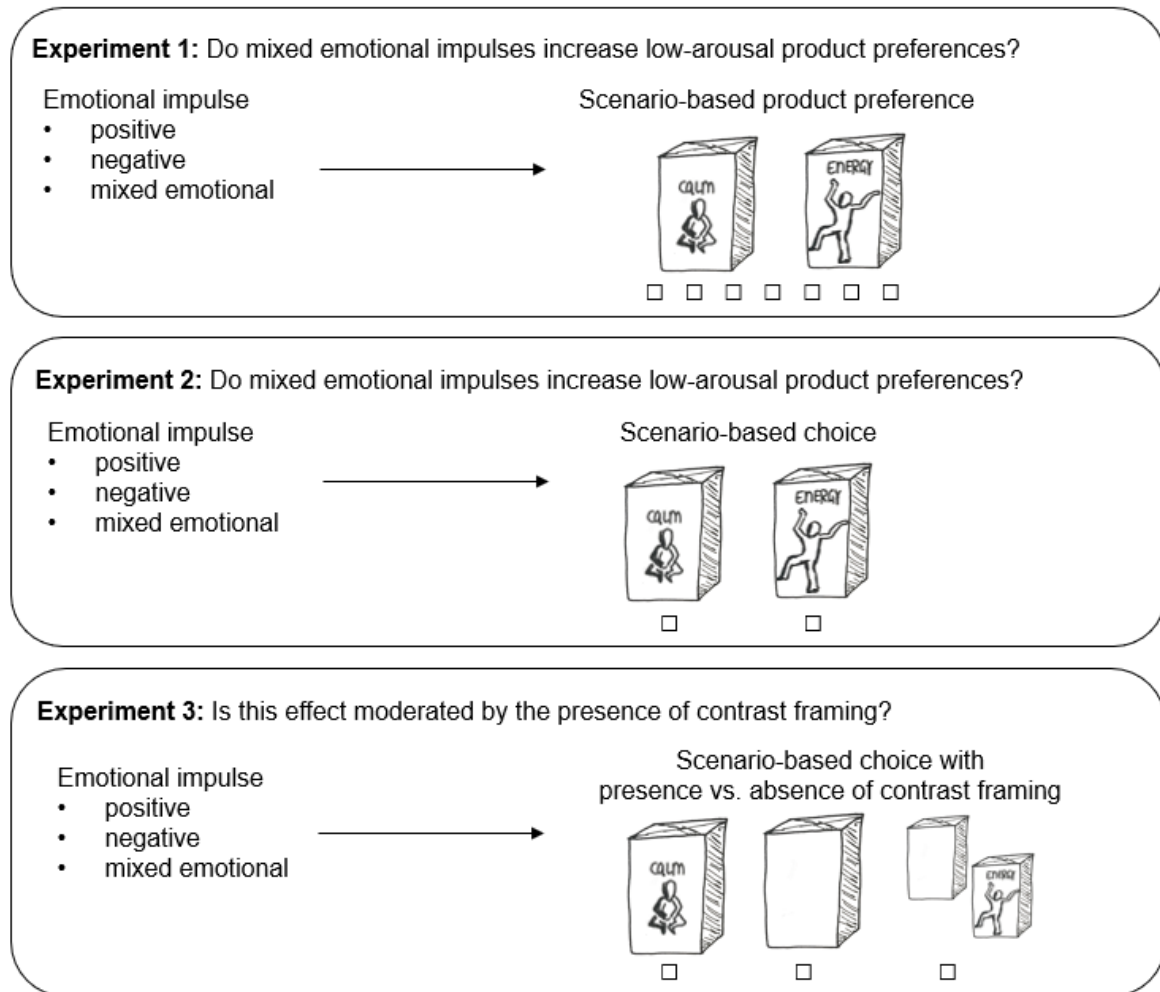 Experiment 1: Do mixed emotional impulses increase low-arousal product preferences?
Emotional impulse
• positive
• negative
• mixed emotional
Scenario-based product preference
CALM
ENERGY
Experiment 2: Do mixed emotional impulses increase low-arousal product preferences?
Emotional impulse
• positive
• negative
• mixed emotional
Scenario-based choice
CALM
ENERGY
Experiment 3: Is this effect moderated by the presence of contrast framing?
Emotional impulse
• positive
• negative
• mixed emotional
Scenario-based choice with
presence vs. absence of contrast framing
CALM
ENERGY